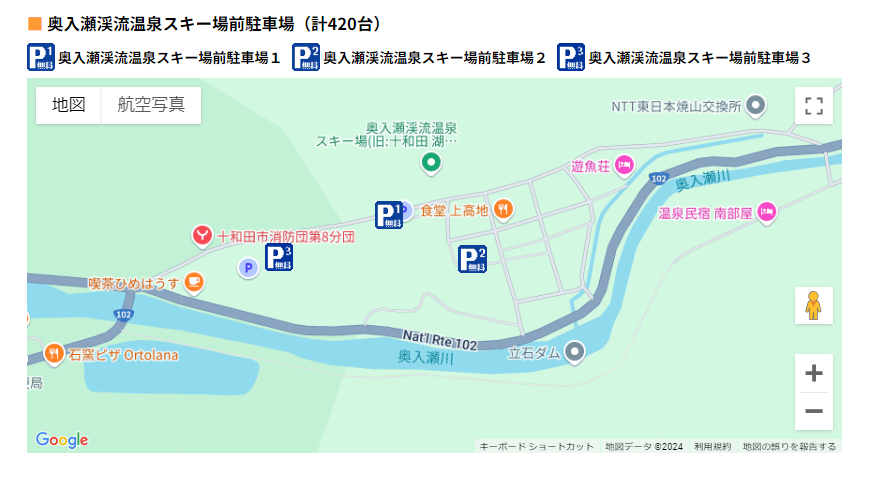 奥入瀬渓流温泉スキー場前駐車場（計420台）
P1 無料 奥入瀬渓流温泉スキー場前駐車場１ P2 無料 奥入瀬渓流温泉スキー場前駐車場２ P3 無料 奥入瀬渓流温泉スキー場前駐車場３
地図 航空写真
NTT東日本焼山交換所
奥入瀬渓流温泉
スキー場(旧:十和田 湖…
遊魚荘
102
奥入瀬川
P1 無料
P
食堂 上高地
温泉民宿 南部屋
十和田市消防団第8分団
P3 無料
P
P2 無料
喫茶ひめはうす
102
Nat'l Rte 102
奥入瀬川
立石ダム
石窯ピザ Ortolana
局
Google
キーボード ショートカット 地図データ ©2024 利用規約 地図の誤りを報告する